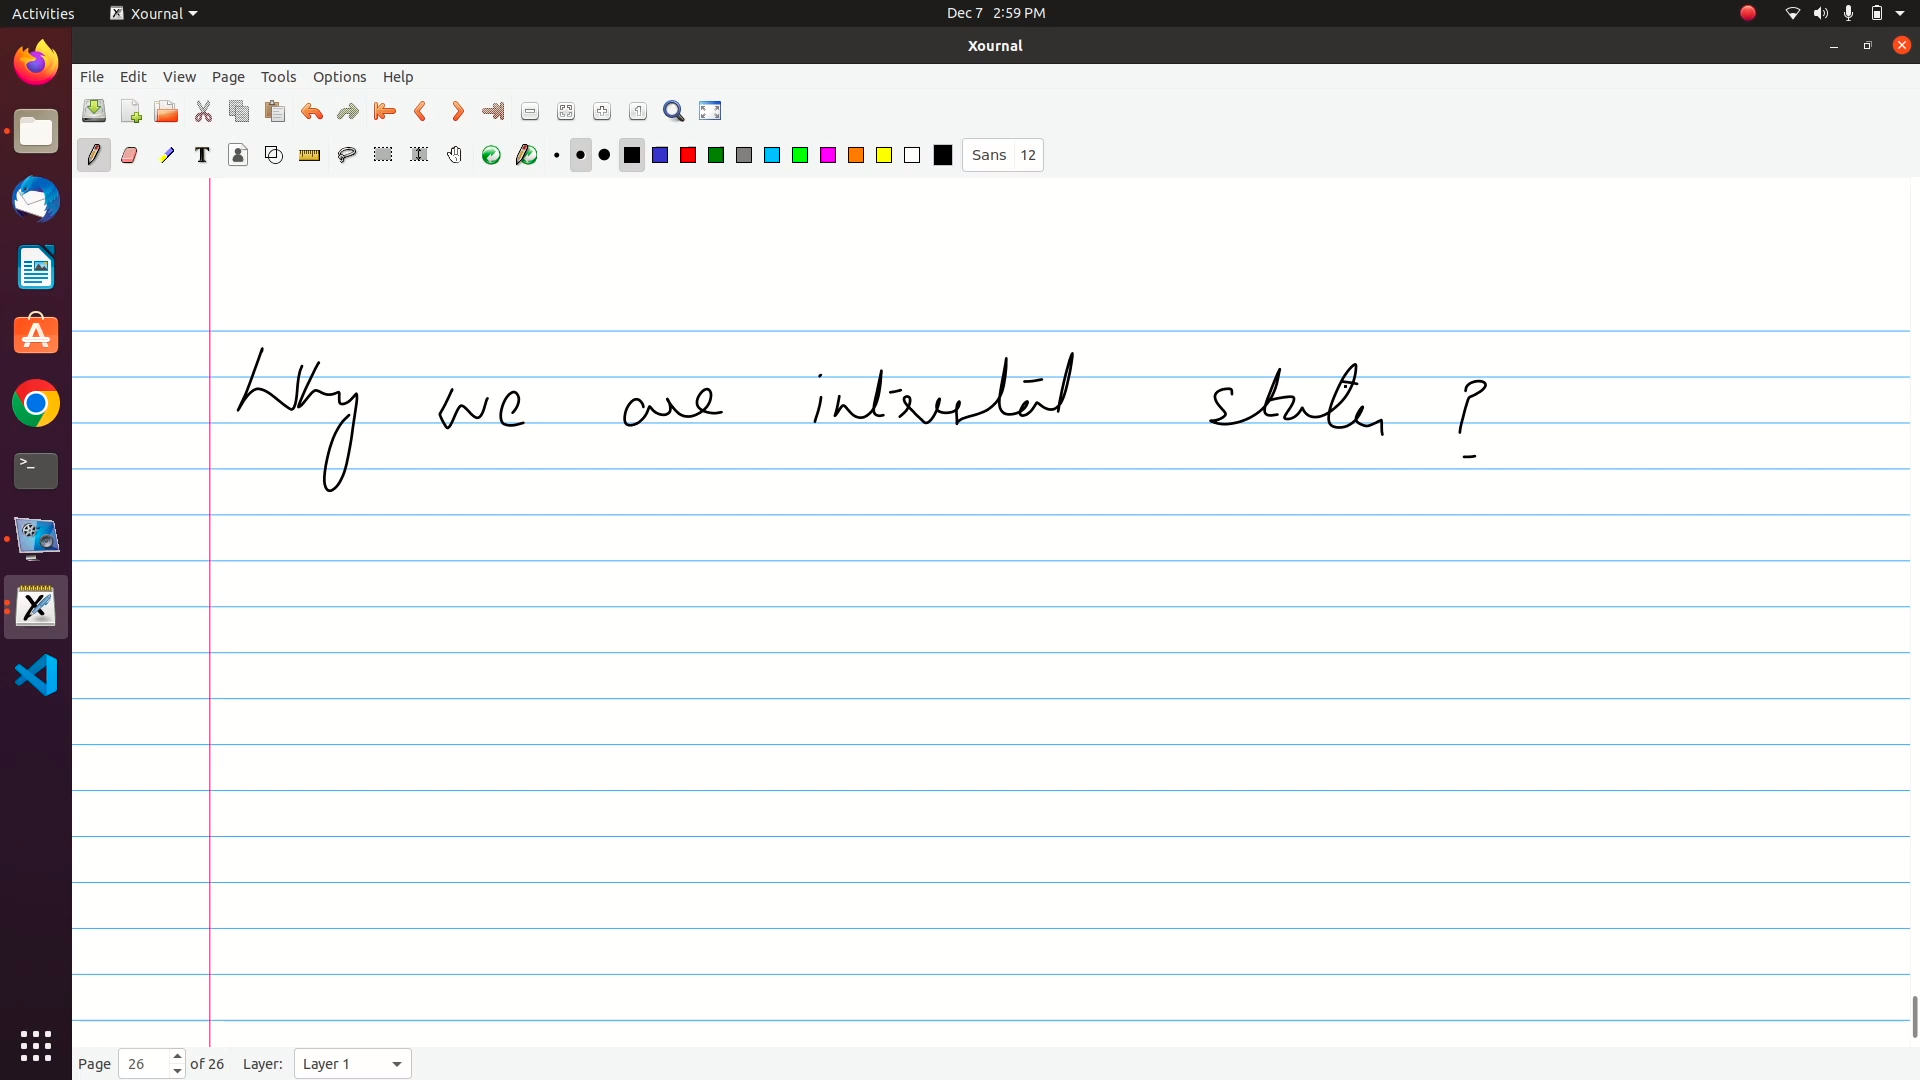 Activities Xournal Dec 7 2:59 PM
Xournal
File Edit View Page Tools Options Help
T Sans 12
Why we are interested states ?
Page 26 of 26 Layer: Layer 1